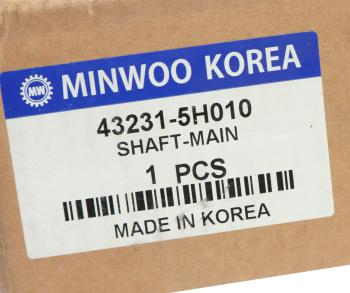 MW MINWOO KOREA
43231-5H010
SHAFT-MAIN
1 PCS
MADE IN KOREA